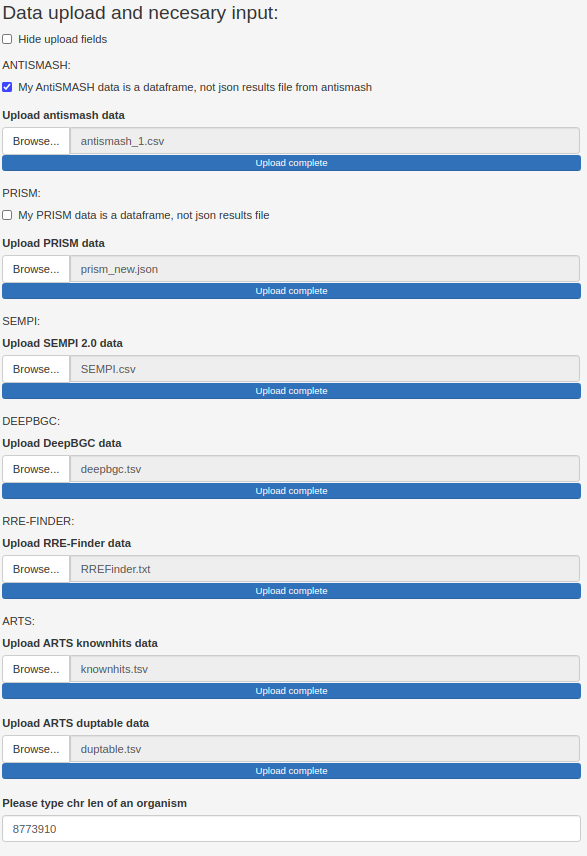 Data upload and necesary input:
Hide upload fields
ANTISMASH:
My AntiSMASH data is a dataframe, not json results file from antismash
Upload antismash data
Browse... antismash_1.csv
Upload complete
PRISM:
My PRISM data is a dataframe, not json results file
Upload PRISM data
Browse... prism_new.json
Upload complete
SEMPI:
Upload SEMPI 2.0 data
Browse... SEMPI.csv
Upload complete
DEEPBGC:
Upload DeepBGC data
Browse... deepbgc.tsv
Upload complete
RRE-FINDER:
Upload RRE-Finder data
Browse... RREFinder.txt
Upload complete
ARTS:
Upload ARTS knownhits data
Browse... knownhits.tsv
Upload complete
Upload ARTS duptable data
Browse... duptable.tsv
Upload complete
Please type chr len of an organism
8773910